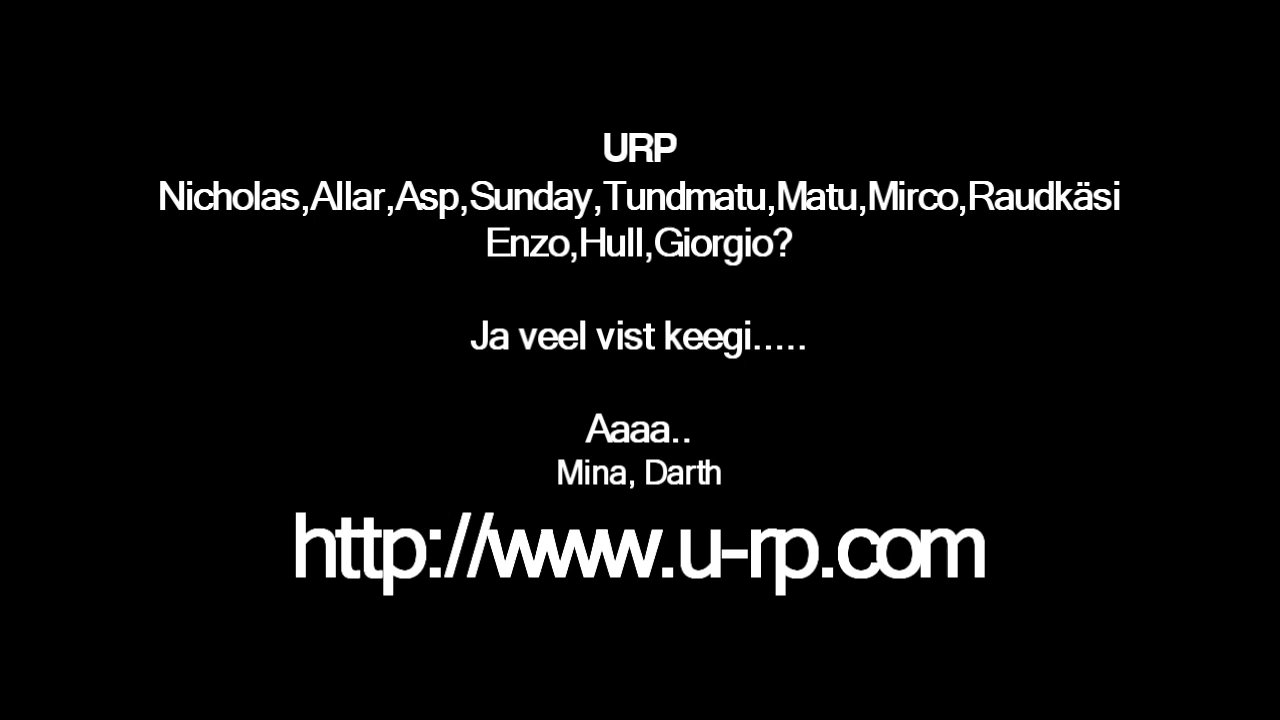 URP
Nicholas,Allar,Asp,Sunday,Tundmatu,Matu,Mirco,Raudkäsi
Enzo,Hull,Giorgio?
Ja veel vist keegi.....
Aaaa..
Mina, Darth
http://www.u-rp.com